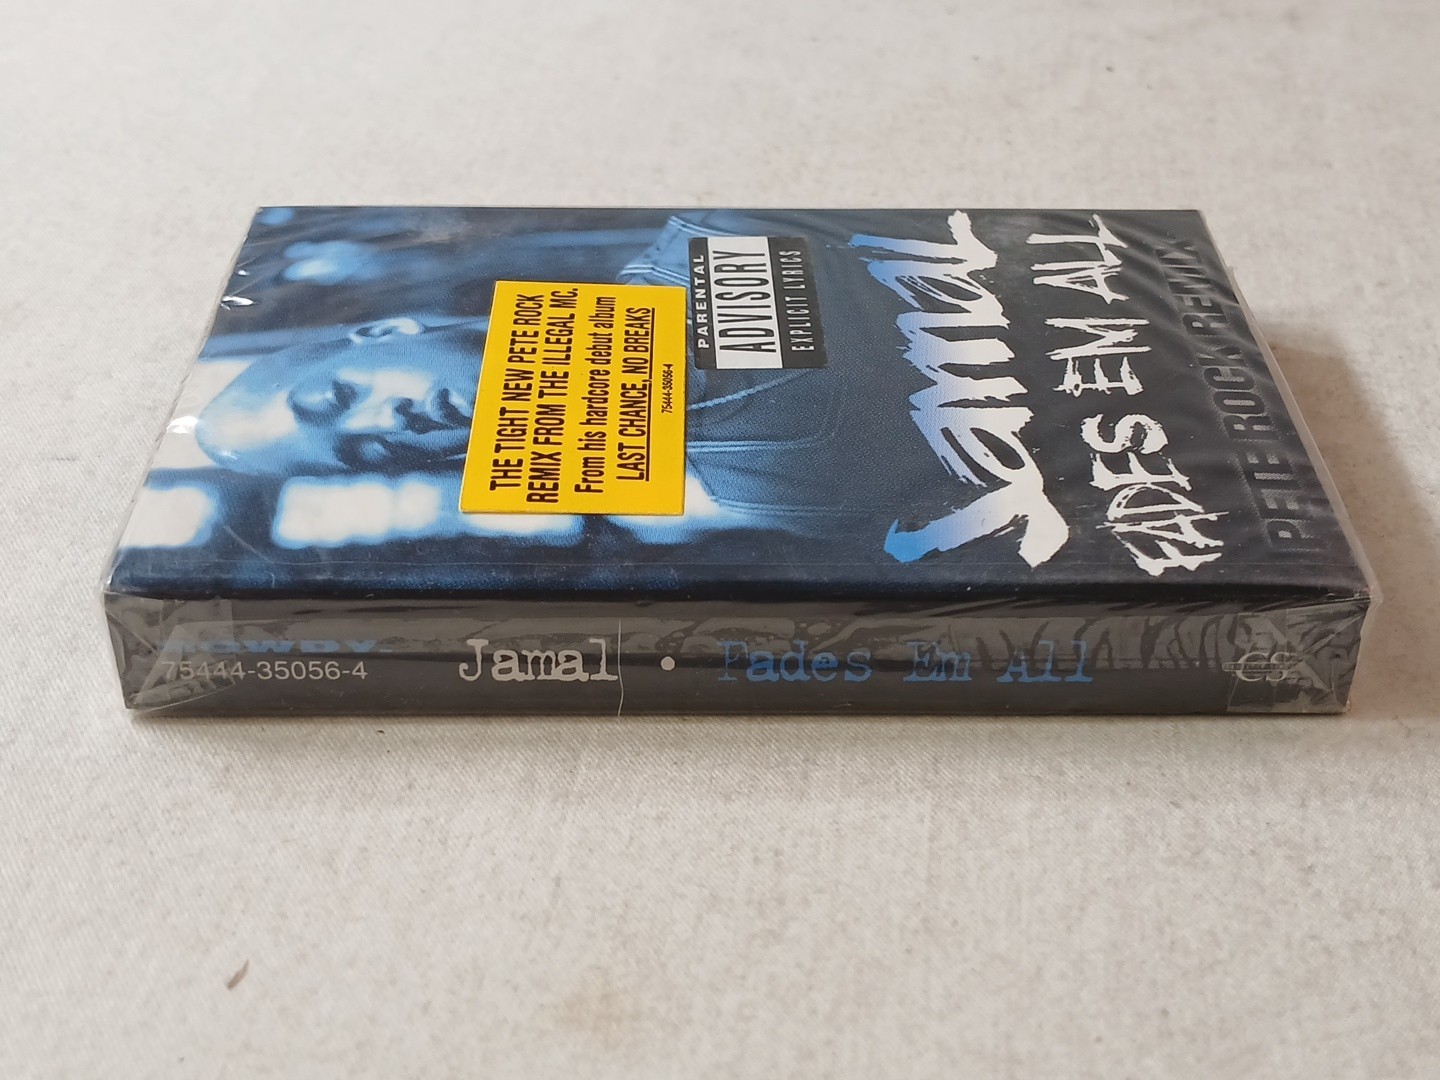 Jamal
FADES EM ALL
PETE ROCK REMIX
PARENTAL
ADVISORY
EXPLICIT LYRICS
THE TIGHT NEW PETE ROCK
REMIX FROM THE ILLEGAL MC.
From his hardcore debut album
LAST CHANCE, NO BREAKS
75444-35056-4
ROWDY
75444-35056-4
Jamal • Fades Em All
CS